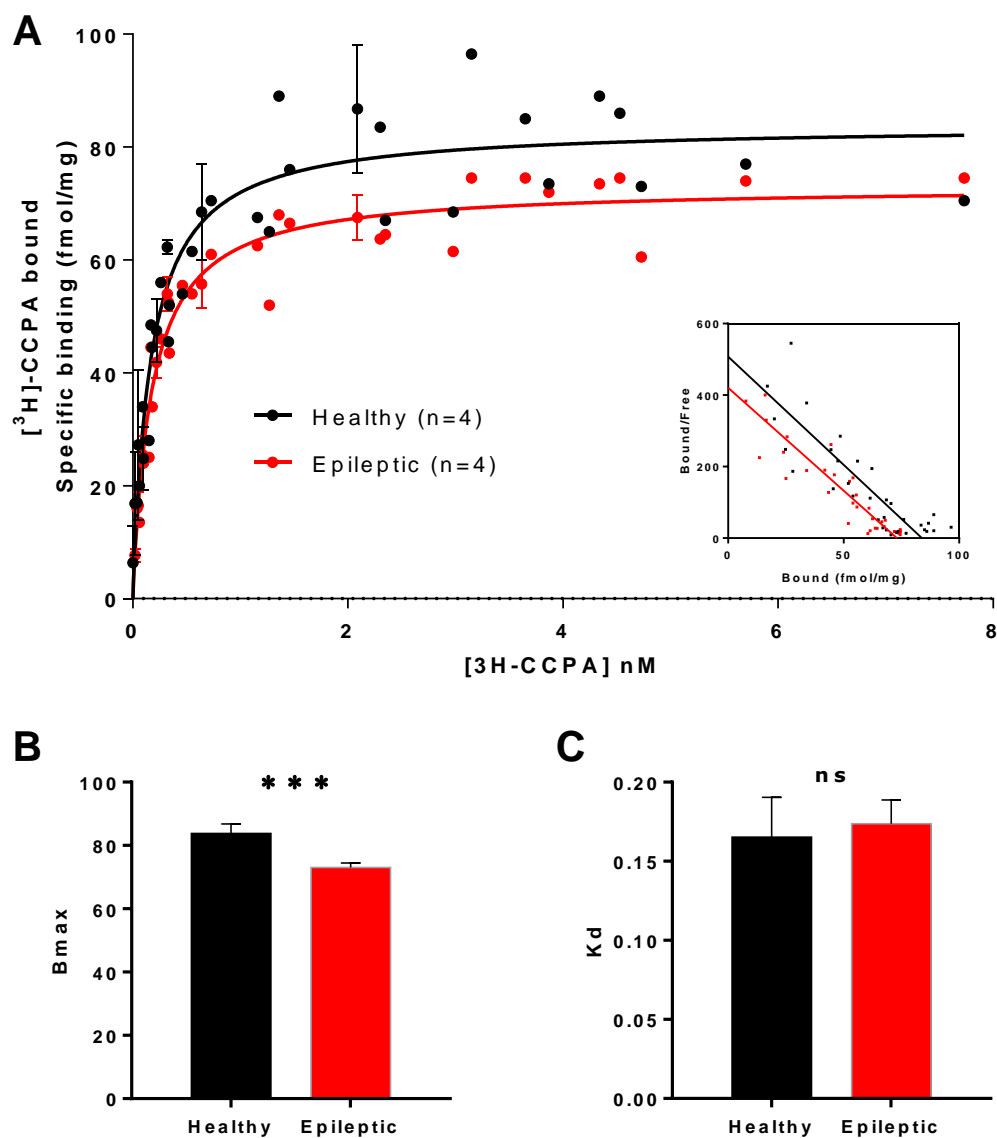 A
[³H]-CCPA bound
Specific binding (fmol/mg)
100
80
60
40
20
0
0 2 4 6 8
[3H-CCPA] nM
Healthy (n=4)
Epileptic (n=4)
Bound/Free
600
400
200
0
0 50 100
Bound (fmol/mg)
B
Bmax
100
80
60
40
20
0
***
Healthy Epileptic
C
Kd
0.20
0.15
0.10
0.05
0.00
ns
Healthy Epileptic